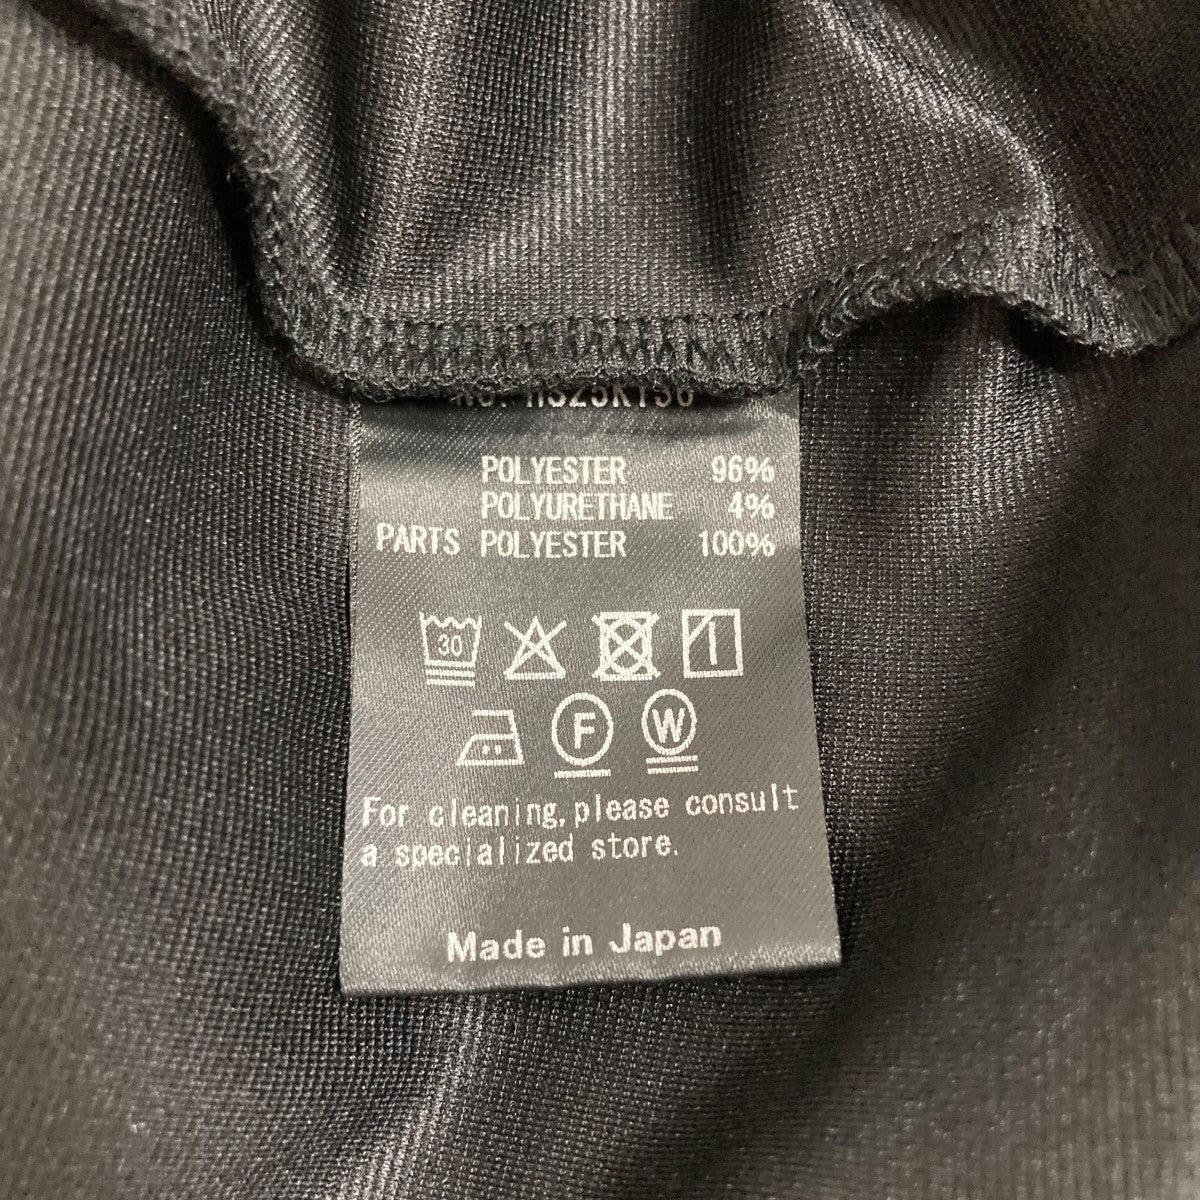 POLYESTER 96%
POLYURETHANE 4%
PARTS POLYESTER 100%
30
F W
For cleaning,please consult
a specialized store.
Made in Japan